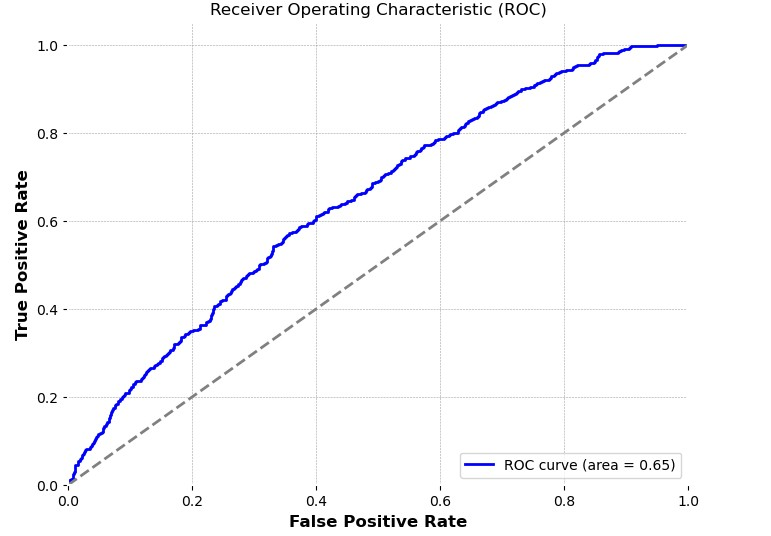 Receiver Operating Characteristic (ROC)
1.0
0.8
0.6
0.4
0.2
0.0
True Positive Rate
ROC curve (area = 0.65)
0.0 0.2 0.4 0.6 0.8 1.0
False Positive Rate